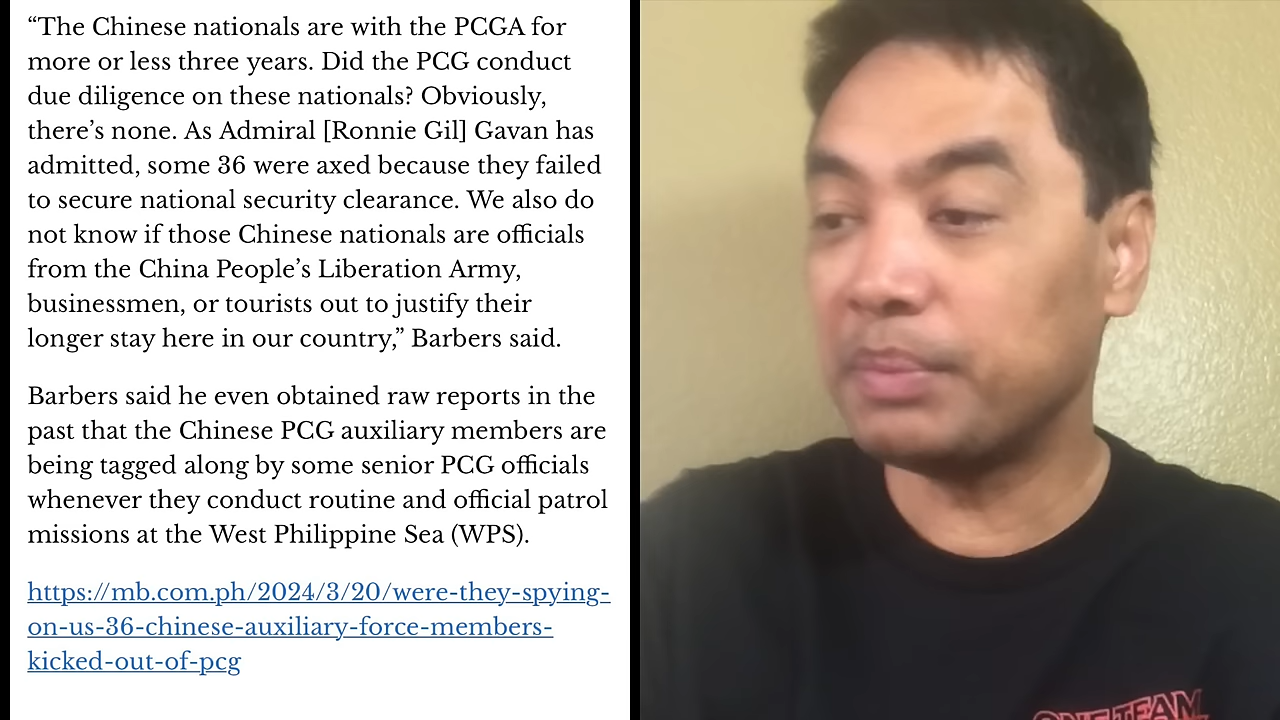 “The Chinese nationals are with the PCGA for
more or less three years. Did the PCG conduct
due diligence on these nationals? Obviously,
there’s none. As Admiral [Ronnie Gil] Gavan has
admitted, some 36 were axed because they failed
to secure national security clearance. We also do
not know if those Chinese nationals are officials
from the China People’s Liberation Army,
businessmen, or tourists out to justify their
longer stay here in our country,” Barbers said.
Barbers said he even obtained raw reports in the
past that the Chinese PCG auxiliary members are
being tagged along by some senior PCG officials
whenever they conduct routine and official patrol
missions at the West Philippine Sea (WPS).
https://mb.com.ph/2024/3/20/were-they-spying-
on-us-36-chinese-auxiliary-force-members-
kicked-out-of-pcg
ONE TEAM